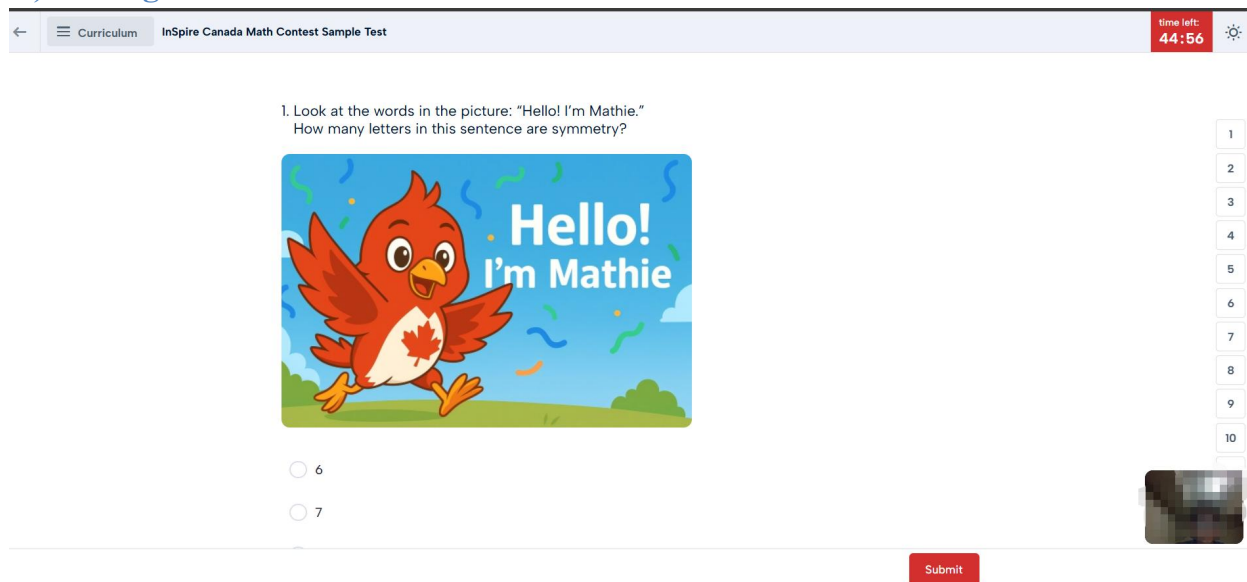 ← ≡ Curriculum InSpire Canada Math Contest Sample Test
time left:
44:56
1. Look at the words in the picture: “Hello! I’m Mathie.”
How many letters in this sentence are symmetry?
Hello!
I’m Mathie
6
7
1
2
3
4
5
6
7
8
9
10
Submit